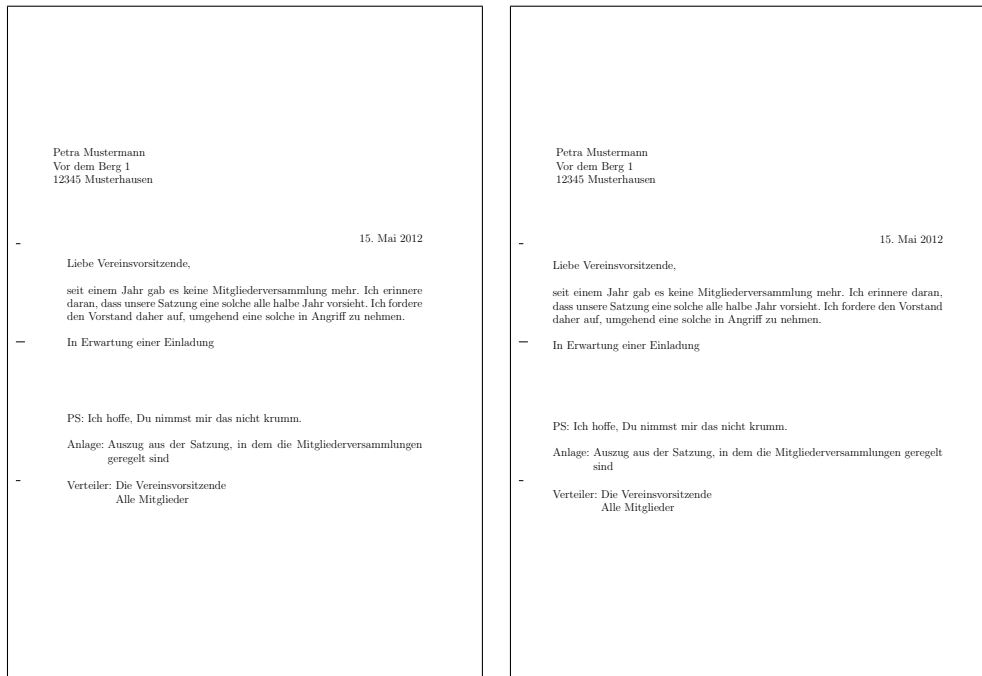 Petra Mustermann
Vor dem Berg 1
12345 Musterhausen
15. Mai 2012
Liebe Vereinsvorsitzende,
seit einem Jahr gab es keine Mitgliederversammlung mehr. Ich erinnere
daran, dass unsere Satzung eine solche alle halbe Jahr vorsieht. Ich fordere
den Vorstand daher auf, umgehend eine solche in Angriff zu nehmen.
In Erwartung einer Einladung
PS: Ich hoffe, Du nimmst mir das nicht krumm.
Anlage: Auszug aus der Satzung, in dem die Mitgliederversammlungen
geregelt sind
Verteiler: Die Vereinsvorsitzende
Alle Mitglieder
Petra Mustermann
Vor dem Berg 1
12345 Musterhausen
15. Mai 2012
Liebe Vereinsvorsitzende,
seit einem Jahr gab es keine Mitgliederversammlung mehr. Ich erinnere daran,
dass unsere Satzung eine solche alle halbe Jahr vorsieht. Ich fordere den Vorstand
daher auf, umgehend eine solche in Angriff zu nehmen.
In Erwartung einer Einladung
PS: Ich hoffe, Du nimmst mir das nicht krumm.
Anlage: Auszug aus der Satzung, in dem die Mitgliederversammlungen geregelt
sind
Verteiler: Die Vereinsvorsitzende
Alle Mitglieder